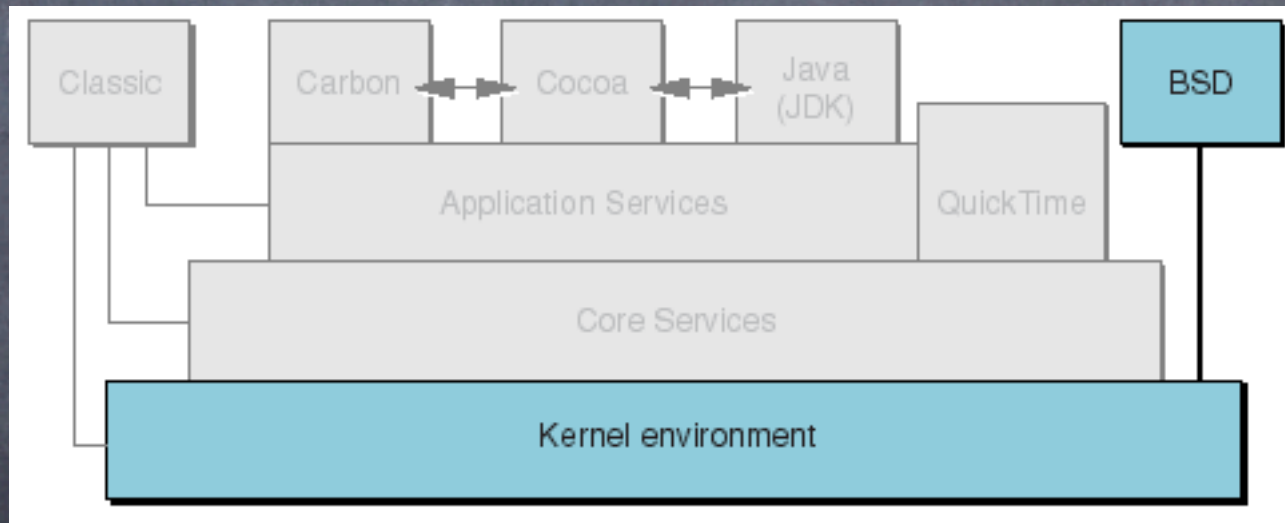 Classic
Carbon
Cocoa
Java
(JDK)
BSD
Application Services
QuickTime
Core Services
Kernel environment